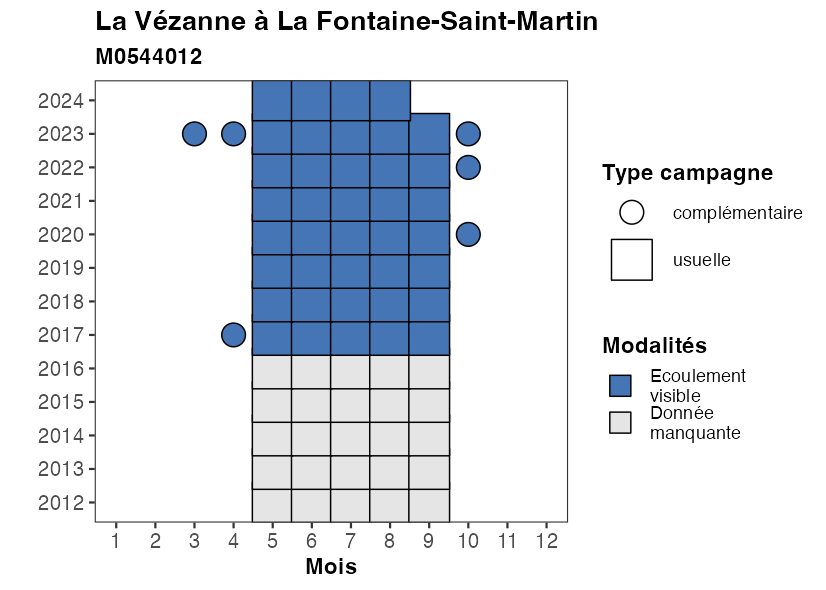 La Vézanne à La Fontaine-Saint-Martin
M0544012
2024
2023
2022
2021
2020
2019
2018
2017
2016
2015
2014
2013
2012
1 2 3 4 5 6 7 8 9 10 11 12
Mois
Type campagne
complémentaire
usuelle
Modalités
Ecoulement
visible
Donnée
manquante